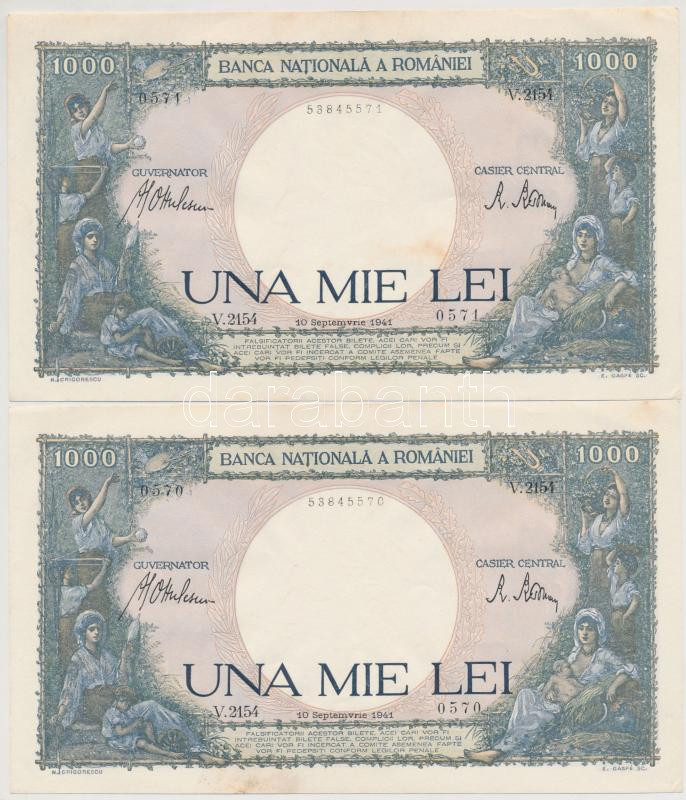 1000 BANCA NAȚIONALĂ A ROMÂNIEI 1000
0571 V.2154
53845571
GUVERNATOR CASIER CENTRAL
UNA MIE LEI
V.2154 10 Septemvrie 1941 0571
FALSIFICATORII ACESTOR BILETE, ACEI CARI VOR FI
INTREBUINȚAT BILETE FALSE, COMPLICII LOR, PRECUM ȘI
ACEI CARI VOR FI INCERCAT A COMITE ASEMENEA FAPTE
VOR FI PEDEPSIȚI CONFORM LEGILOR PENALE
N.GRIGORESCU E. GASPÉ SC.
darabanth
1000 BANCA NAȚIONALĂ A ROMÂNIEI 1000
0570 V.2154
53845570
GUVERNATOR CASIER CENTRAL
UNA MIE LEI
V.2154 10 Septemvrie 1941 0570
FALSIFICATORII ACESTOR BILETE, ACEI CARI VOR FI
INTREBUINȚAT BILETE FALSE, COMPLICII LOR, PRECUM ȘI
ACEI CARI VOR FI INCERCAT A COMITE ASEMENEA FAPTE
VOR FI PEDEPSIȚI CONFORM LEGILOR PENALE
N.GRIGORESCU E. GASPÉ SC.